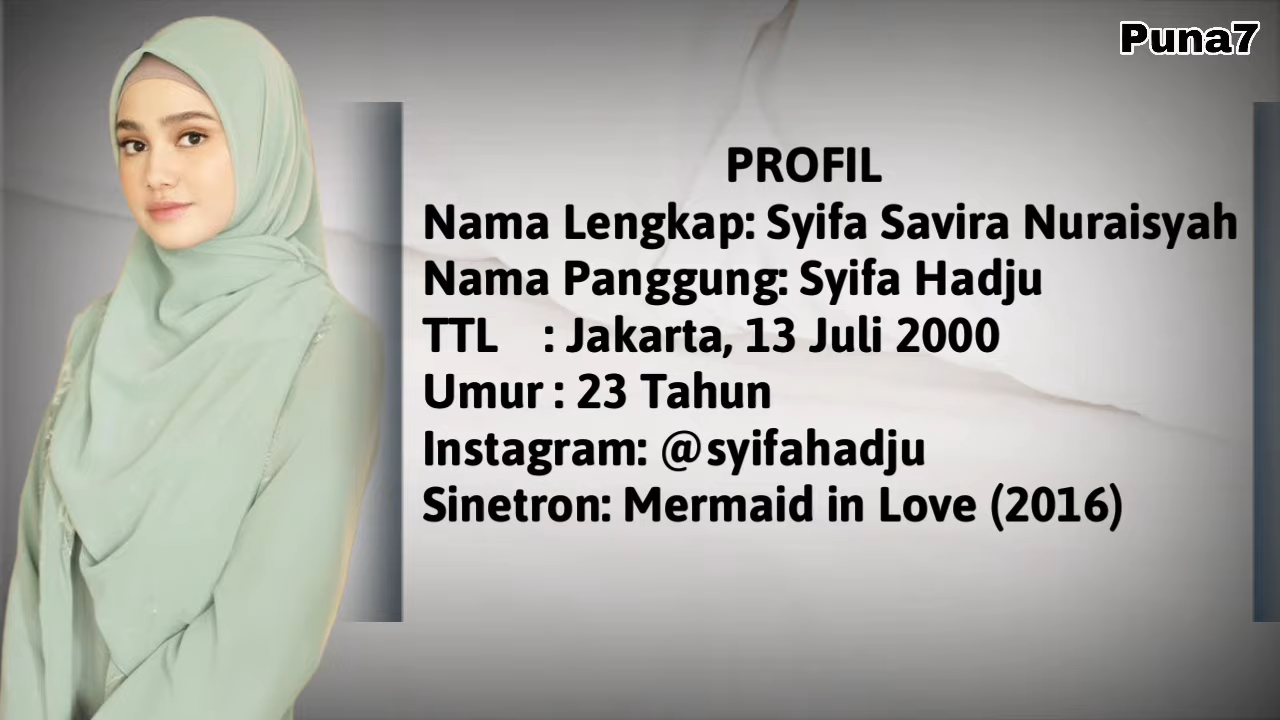 Puna7
PROFIL
Nama Lengkap: Syifa Savira Nuraisyah
Nama Panggung: Syifa Hadju
TTL : Jakarta, 13 Juli 2000
Umur : 23 Tahun
Instagram: @syifahadju
Sinetron: Mermaid in Love (2016)